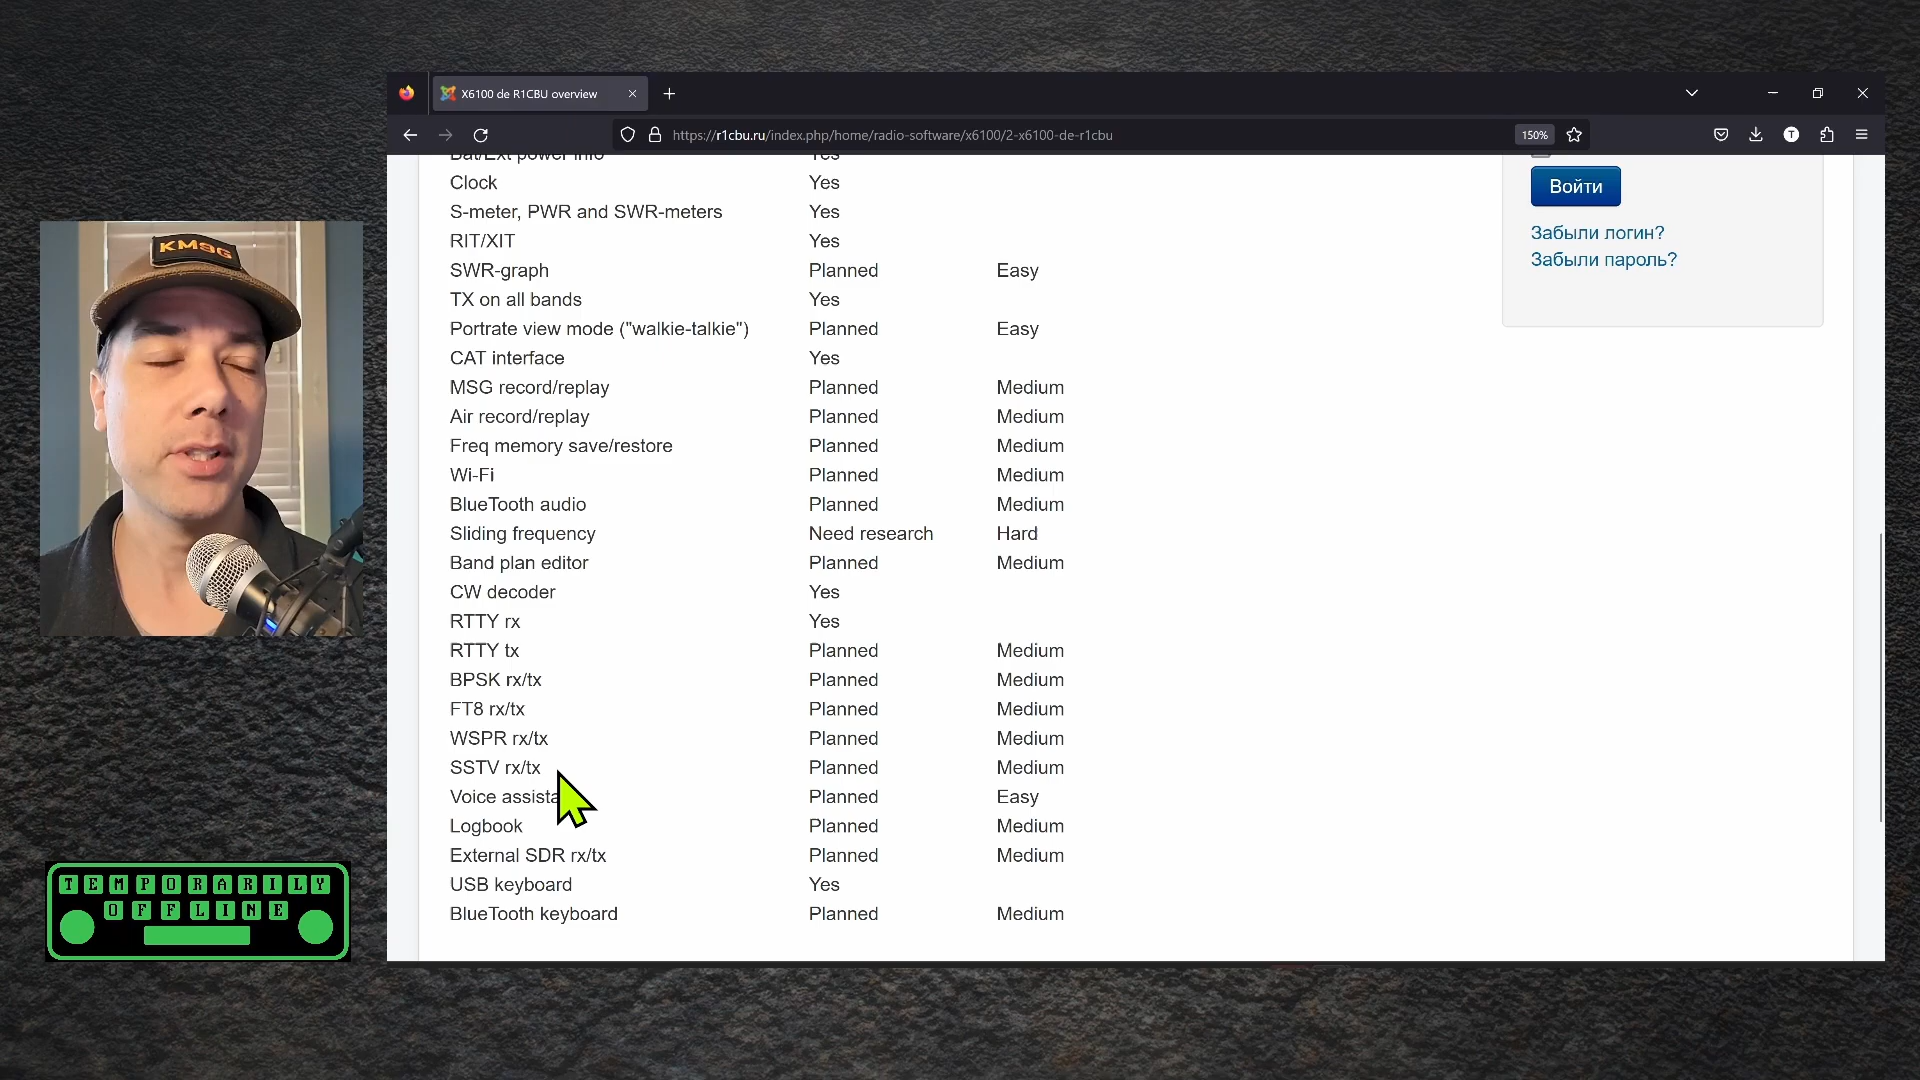 X6100 de R1CBU overview
https://r1cbu.ru/index.php/home/radio-software/x6100/2-x6100-de-r1cbu
150%
T
Bat/Ext power info Yes
Clock Yes
S-meter, PWR and SWR-meters Yes
RIT/XIT Yes
SWR-graph Planned Easy
TX on all bands Yes
Portrate view mode ("walkie-talkie") Planned Easy
CAT interface Yes
MSG record/replay Planned Medium
Air record/replay Planned Medium
Freq memory save/restore Planned Medium
Wi-Fi Planned Medium
BlueTooth audio Planned Medium
Sliding frequency Need research Hard
Band plan editor Planned Medium
CW decoder Yes
RTTY rx Yes
RTTY tx Planned Medium
BPSK rx/tx Planned Medium
FT8 rx/tx Planned Medium
WSPR rx/tx Planned Medium
SSTV rx/tx Planned Medium
Voice assista Planned Easy
Logbook Planned Medium
External SDR rx/tx Planned Medium
USB keyboard Yes
BlueTooth keyboard Planned Medium
Войти
Забыли логин?
Забыли пароль?
KM9G
TEMPORARILY
OFFLINE